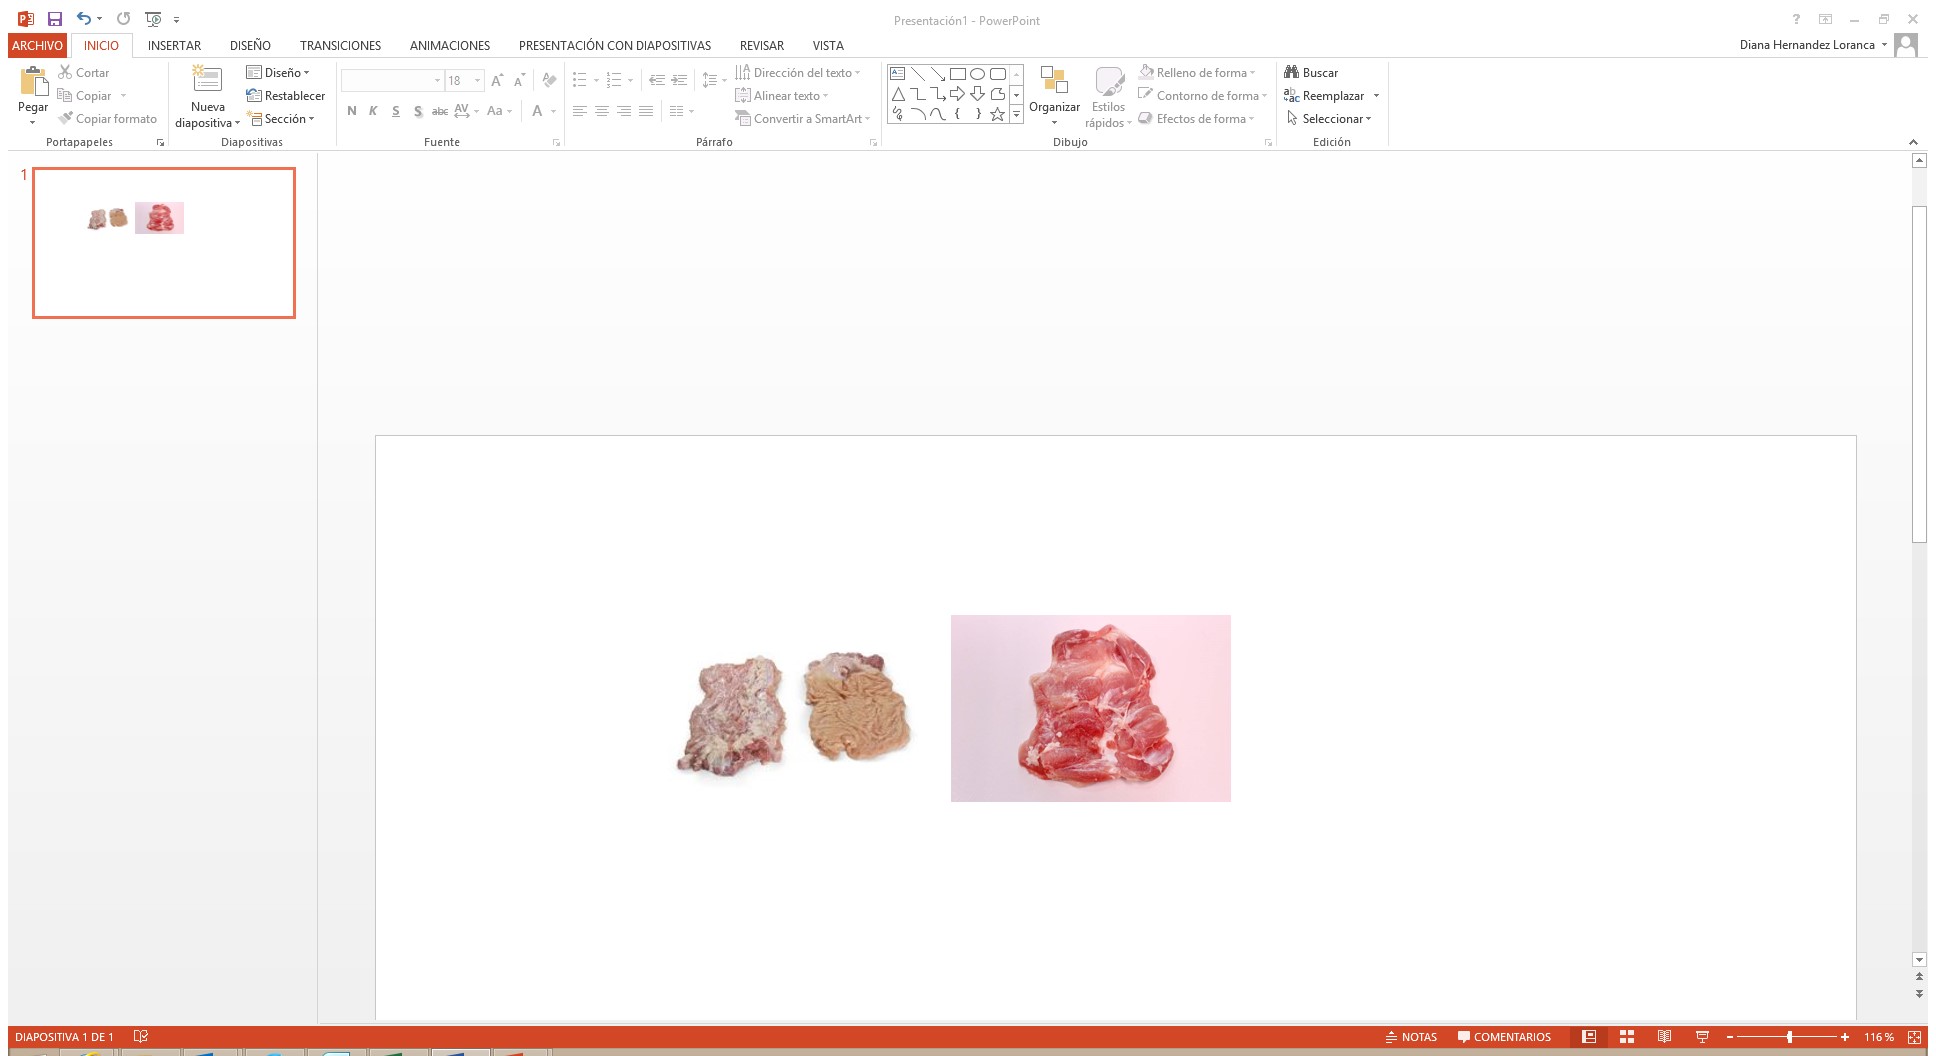 Presentación1 - PowerPoint
?
ARCHIVO INICIO INSERTAR DISEÑO TRANSICIONES ANIMACIONES PRESENTACIÓN CON DIAPOSITIVAS REVISAR VISTA
Diana Hernandez Loranca
Pegar
Cortar
Copiar
Copiar formato
Portapapeles
Nueva
diapositiva
Diseño
Restablecer
Sección
Diapositivas
18
A A
N K S S abc AV Aa A
Fuente
Dirección del texto
Alinear texto
Convertir a SmartArt
Párrafo
Organizar
Estilos
rápidos
Relleno de forma
Contorno de forma
Efectos de forma
Dibujo
Buscar
Reemplazar
Seleccionar
Edición
1
DIAPOSITIVA 1 DE 1
NOTAS
COMENTARIOS
116 %